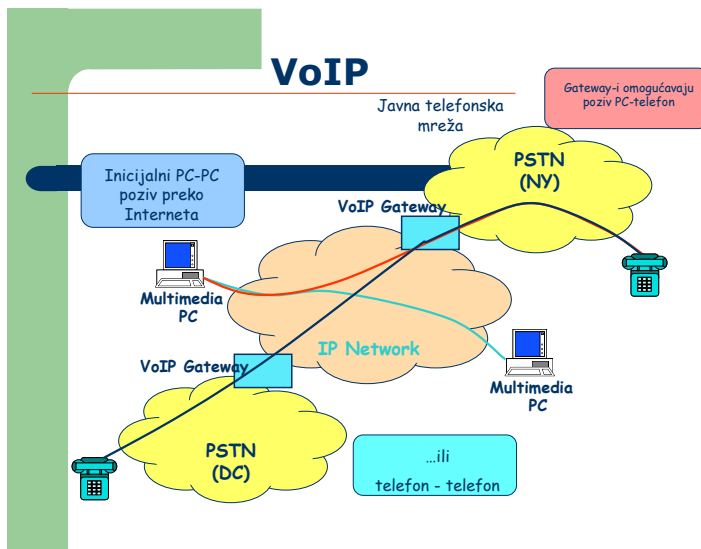 VoIP
Gateway-i omogućavaju
poziv PC-telefon
Javna telefonska
mreža
PSTN
(NY)
Inicijalni PC-PC
poziv preko
Interneta
VoIP Gateway
Multimedia
PC
IP Network
VoIP Gateway
Multimedia
PC
PSTN
(DC)
...ili
telefon - telefon